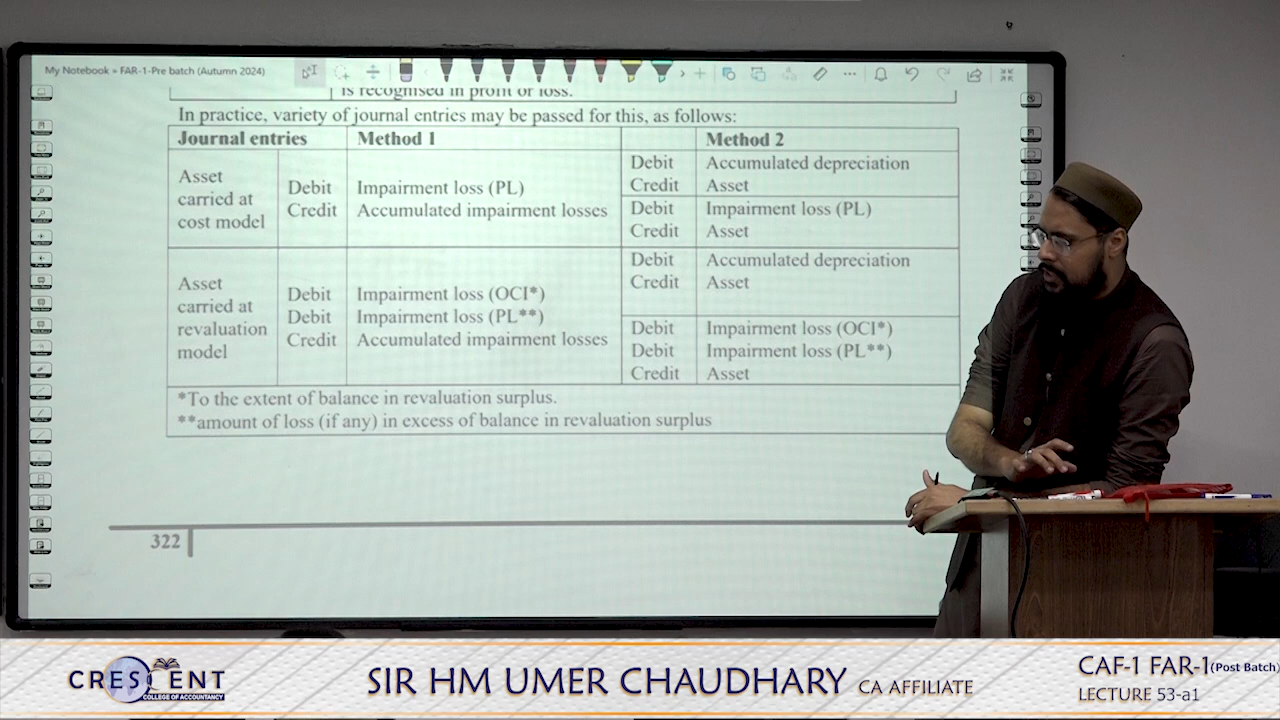 My Notebook » FAR-1-Pre batch (Autumn 2024)
is recognised in profit or loss.
In practice, variety of journal entries may be passed for this, as follows:
Journal entries Method 1 Method 2
Asset carried at cost model
Debit Impairment loss (PL)
Credit Accumulated impairment losses
Debit Accumulated depreciation
Credit Asset
Debit Impairment loss (PL)
Credit Asset
Asset carried at revaluation model
Debit Impairment loss (OCI*)
Debit Impairment loss (PL**)
Credit Accumulated impairment losses
Debit Accumulated depreciation
Credit Asset
Debit Impairment loss (OCI*)
Debit Impairment loss (PL**)
Credit Asset
*To the extent of balance in revaluation surplus.
**amount of loss (if any) in excess of balance in revaluation surplus
322
CRESCENT
COLLEGE OF ACCOUNTANCY
SIR HM UMER CHAUDHARY CA AFFILIATE
CAF-1 FAR-1(Post Batch)
LECTURE 53-a1